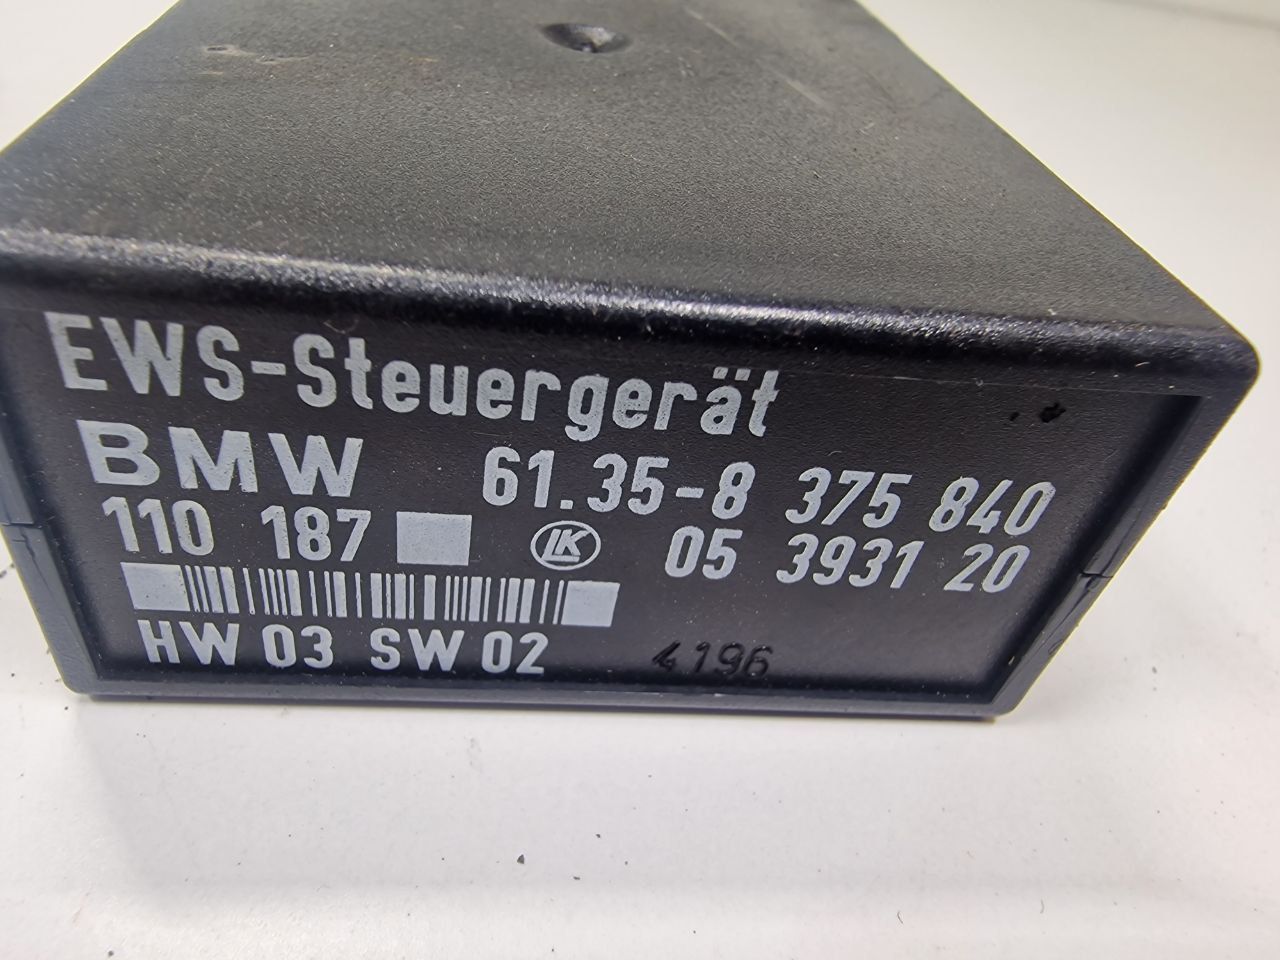 EWS-Steuergerät
BMW 61.35-8 375 840
110 187 LK 05 3931 20
HW 03 SW 02 4196